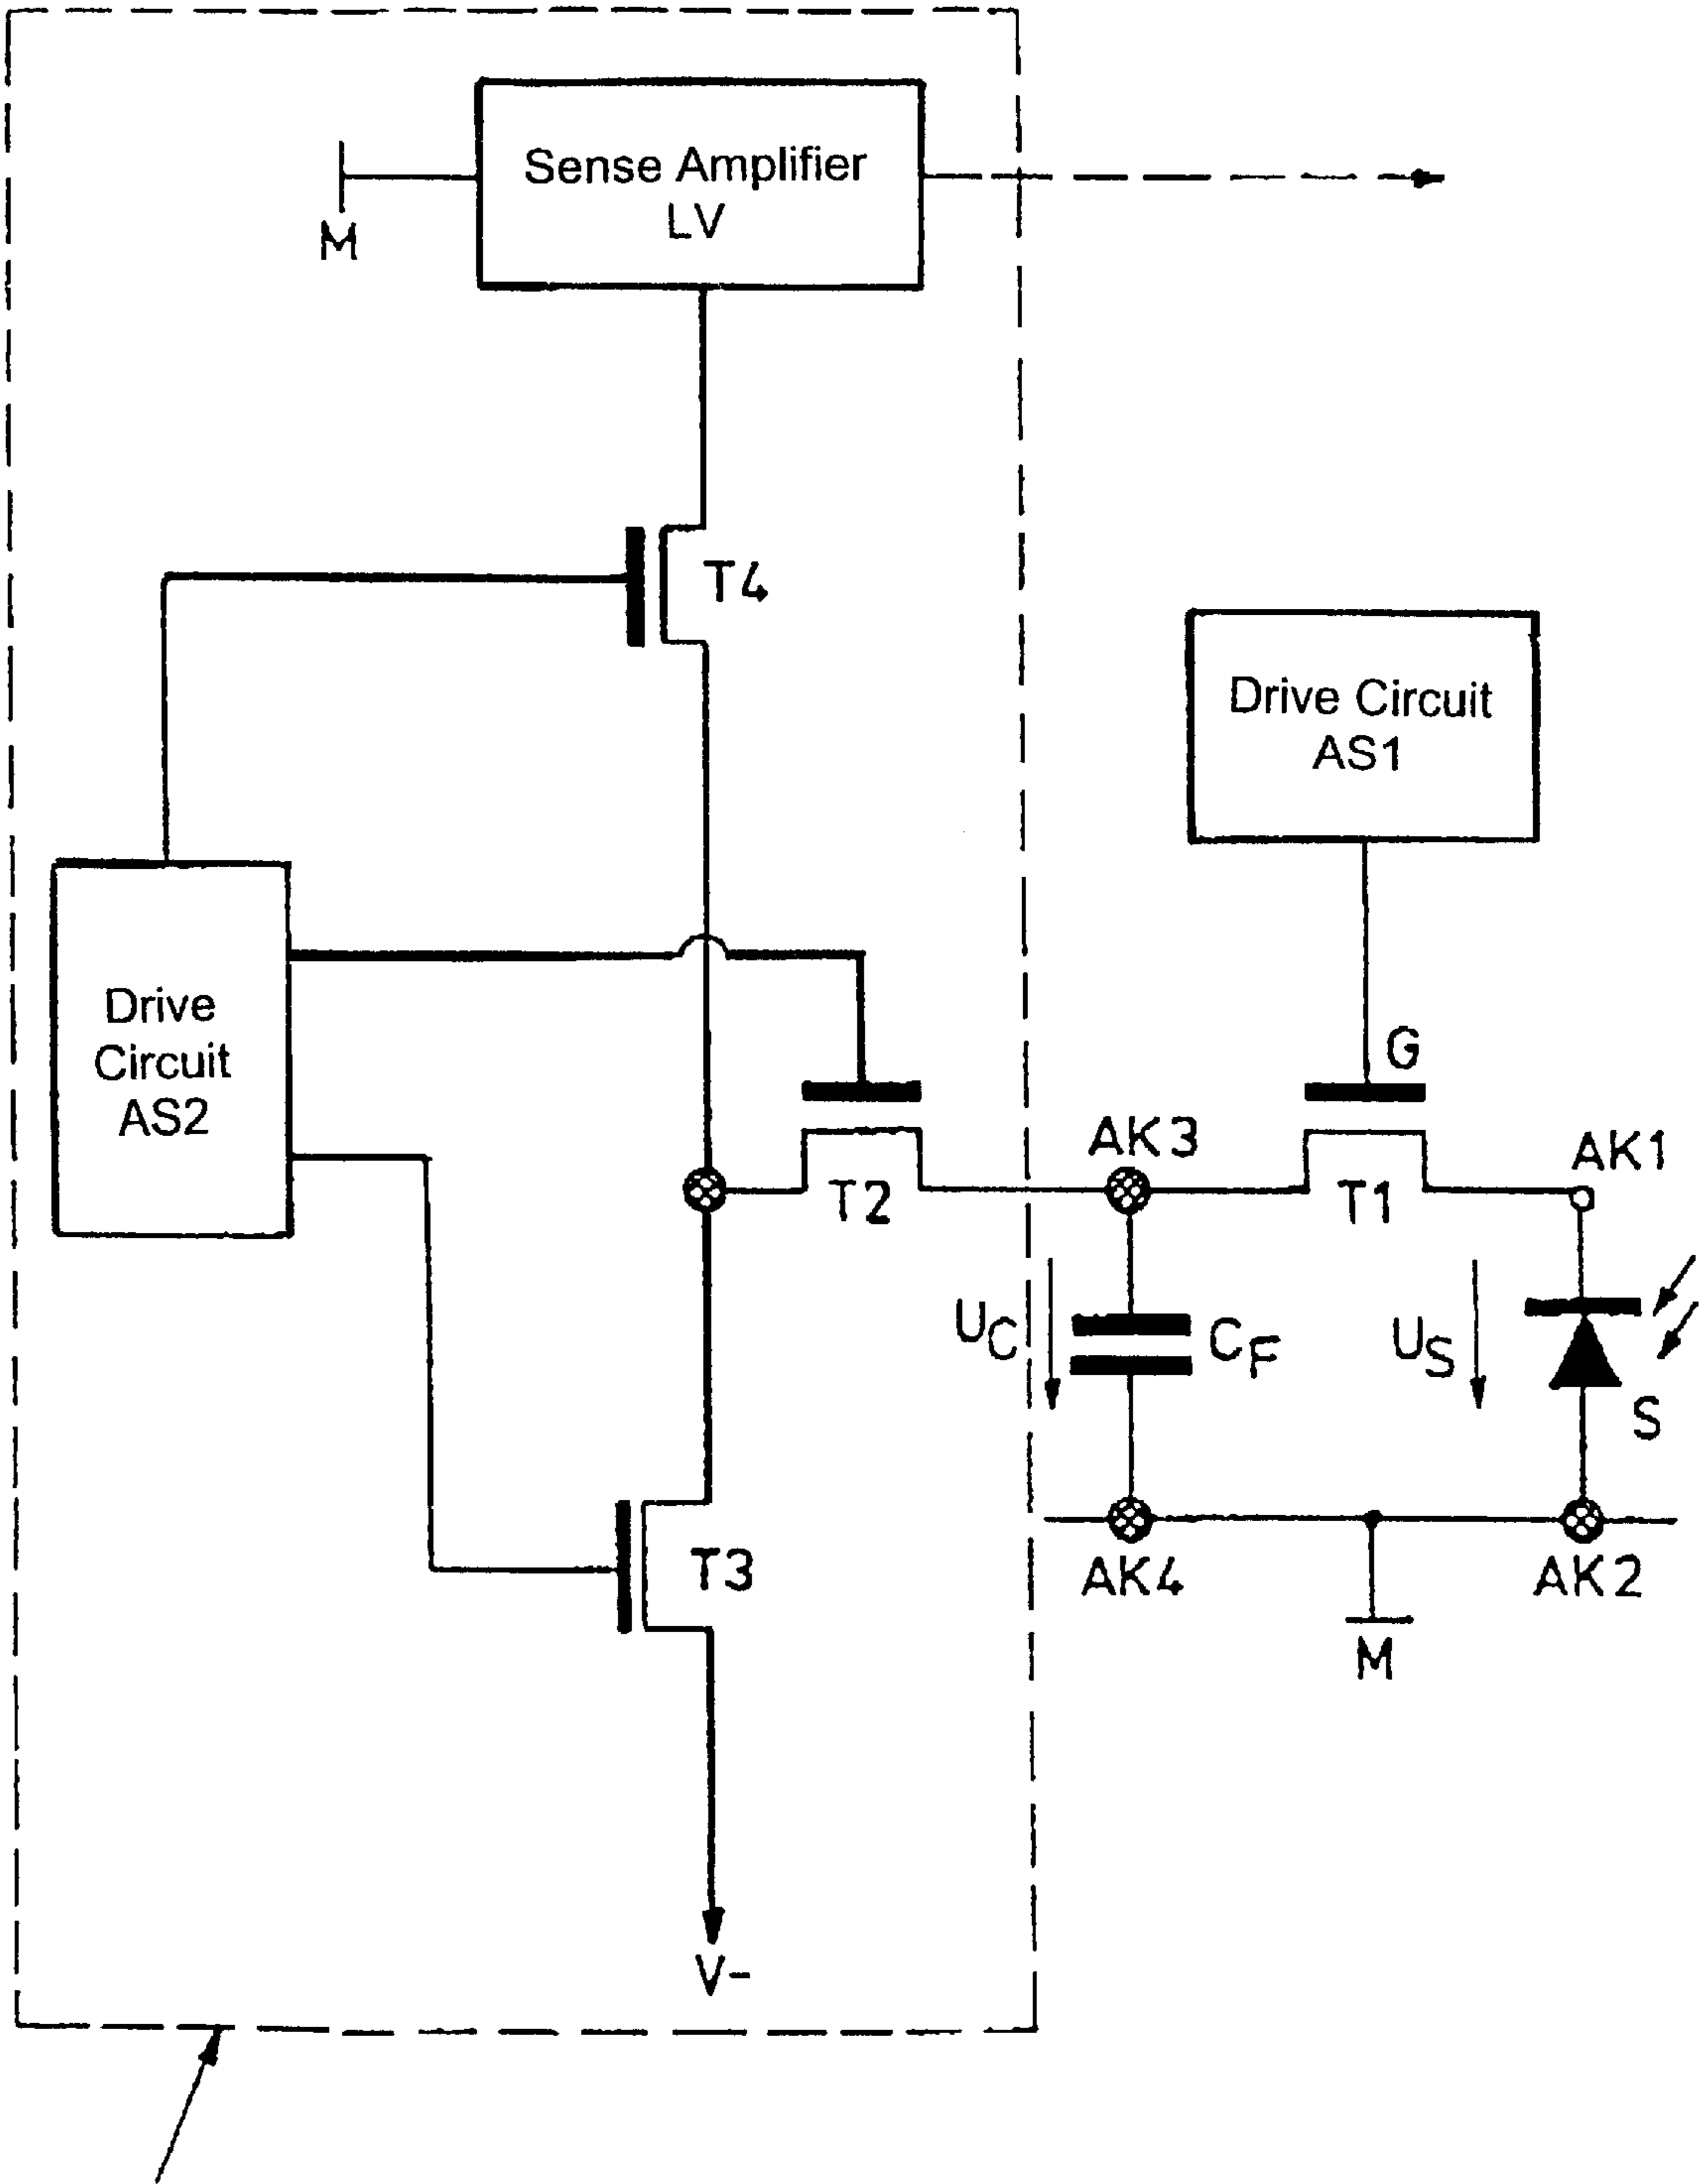 Sense Amplifier
LV
M
T4
Drive Circuit
AS1
Drive
Circuit
AS2
G
AK3
AK1
T2
T1
UC
CF
US
S
T3
AK4
AK2
M
V-